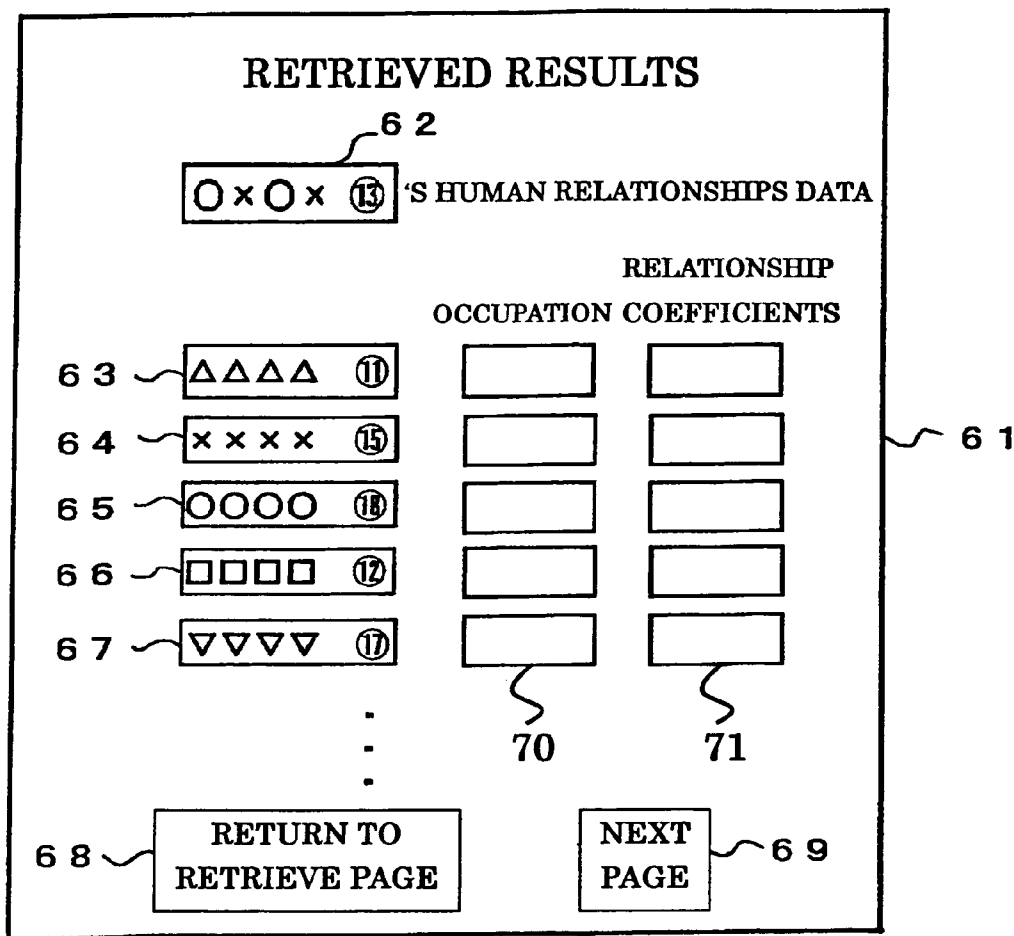 RETRIEVED RESULTS
62
○×○× ⑬ 'S HUMAN RELATIONSHIPS DATA
RELATIONSHIP
OCCUPATION COEFFICIENTS
63 △△△△ ⑪
64 ×××× ⑮
61
65 ○○○○ ⑱
66 □□□□ ⑫
67 ▽▽▽▽ ⑰
70 71
68 RETURN TO
RETRIEVE PAGE
NEXT
PAGE
69